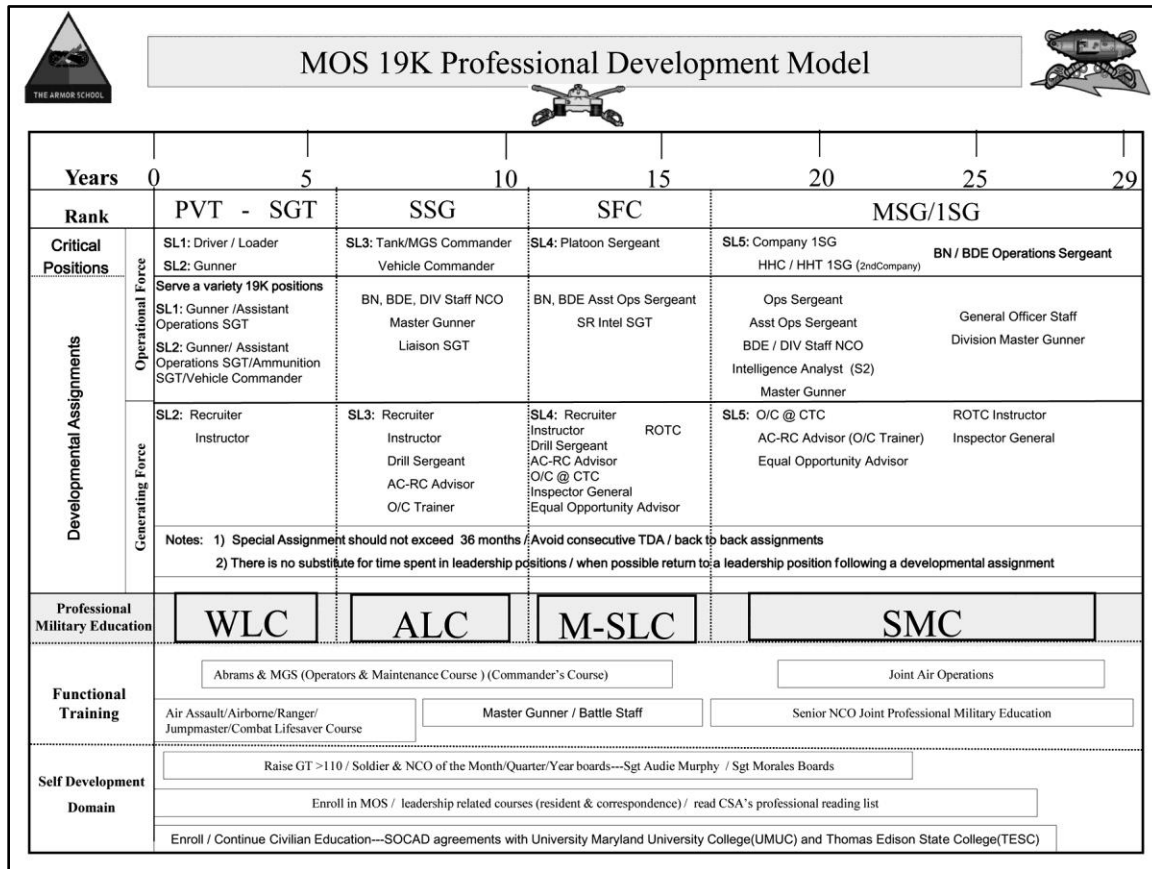 THE ARMOR SCHOOL
MOS 19K Professional Development Model
Years 0 5 10 15 20 25 29
Rank PVT - SGT SSG SFC MSG/1SG
Critical Positions
SL1: Driver / Loader
SL2: Gunner
SL3: Tank/MGS Commander
Vehicle Commander
SL4: Platoon Sergeant
SL5: Company 1SG
HHC / HHT 1SG (2ndCompany)
BN / BDE Operations Sergeant
Developmental Assignments
Operational Force
Serve a variety 19K positions
SL1: Gunner /Assistant
Operations SGT
SL2: Gunner/ Assistant
Operations SGT/Ammunition
SGT/Vehicle Commander
BN, BDE, DIV Staff NCO
Master Gunner
Liaison SGT
BN, BDE Asst Ops Sergeant
SR Intel SGT
Ops Sergeant
Asst Ops Sergeant
BDE / DIV Staff NCO
Intelligence Analyst (S2)
Master Gunner
General Officer Staff
Division Master Gunner
Generating Force
SL2: Recruiter
Instructor
SL3: Recruiter
Instructor
Drill Sergeant
AC-RC Advisor
O/C Trainer
SL4: Recruiter
Instructor ROTC
Drill Sergeant
AC-RC Advisor
O/C @ CTC
Inspector General
Equal Opportunity Advisor
SL5: O/C @ CTC
AC-RC Advisor (O/C Trainer)
Equal Opportunity Advisor
ROTC Instructor
Inspector General
Notes: 1) Special Assignment should not exceed 36 months / Avoid consecutive TDA / back to back assignments
2) There is no substitute for time spent in leadership positions / when possible return to a leadership position following a developmental assignment
Professional
Military Education
WLC ALC M-SLC SMC
Functional
Training
Abrams & MGS (Operators & Maintenance Course ) (Commander's Course)
Joint Air Operations
Air Assault/Airborne/Ranger/
Jumpmaster/Combat Lifesaver Course
Master Gunner / Battle Staff
Senior NCO Joint Professional Military Education
Self Development
Domain
Raise GT >110 / Soldier & NCO of the Month/Quarter/Year boards---Sgt Audie Murphy / Sgt Morales Boards
Enroll in MOS / leadership related courses (resident & correspondence) / read CSA's professional reading list
Enroll / Continue Civilian Education---SOCAD agreements with University Maryland University College(UMUC) and Thomas Edison State College(TESC)